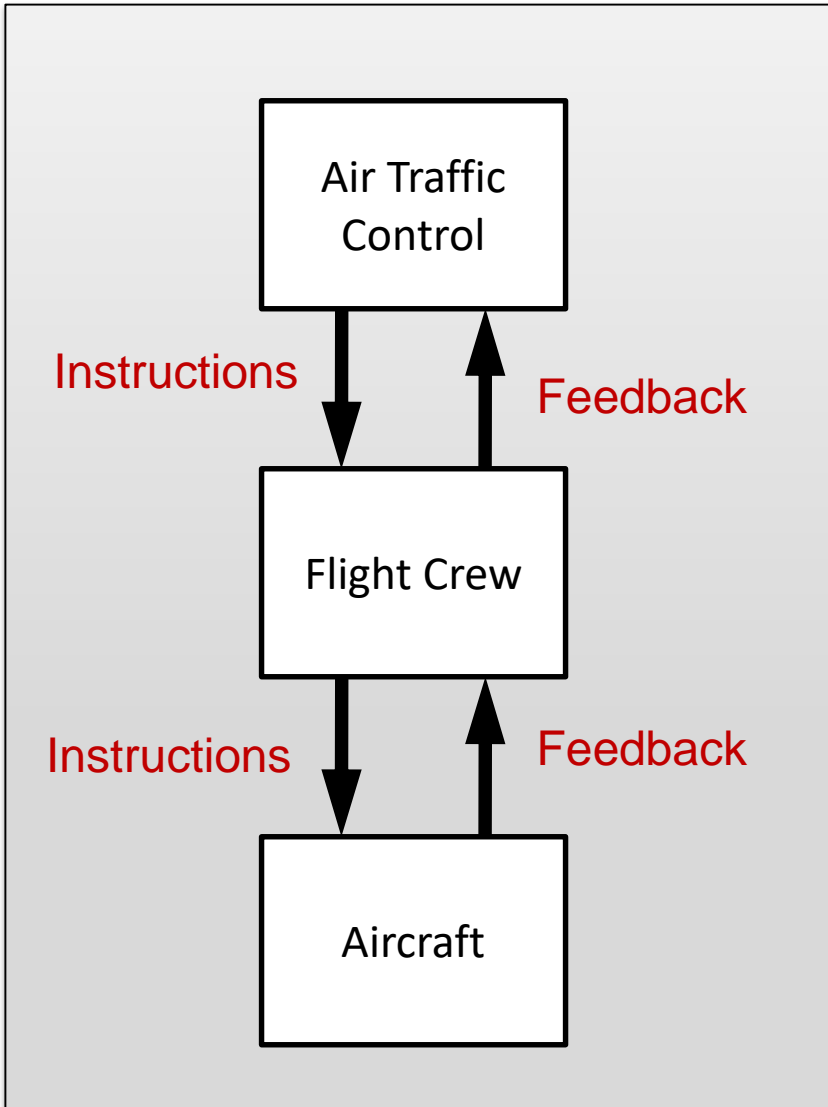 Air Traffic
Control
Instructions
Feedback
Flight Crew
Instructions
Feedback
Aircraft